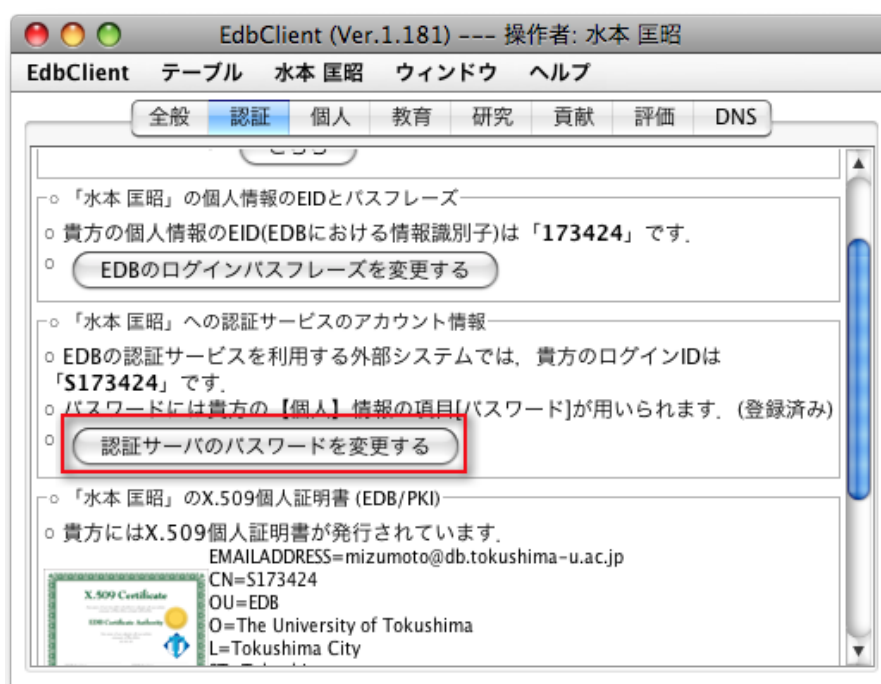 EdbClient (Ver.1.181) --- 操作者: 水本 匡昭
EdbClient テーブル 水本 匡昭 ウィンドウ ヘルプ
全般 認証 個人 教育 研究 貢献 評価 DNS
「水本 匡昭」の個人情報のEIDとパスフレーズ
貴方の個人情報のEID(EDBにおける情報識別子)は「173424」です．
EDBのログインパスフレーズを変更する
「水本 匡昭」への認証サービスのアカウント情報
EDBの認証サービスを利用する外部システムでは，貴方のログインIDは
「S173424」です．
パスワードには貴方の【個人】情報の項目[パスワード]が用いられます．(登録済み)
認証サーバのパスワードを変更する
「水本 匡昭」のX.509個人証明書 (EDB/PKI)
貴方にはX.509個人証明書が発行されています．
EMAILADDRESS=mizumoto@db.tokushima-u.ac.jp
CN=S173424
OU=EDB
O=The University of Tokushima
L=Tokushima City
X.509 Certificate
EDB Certificate Authority